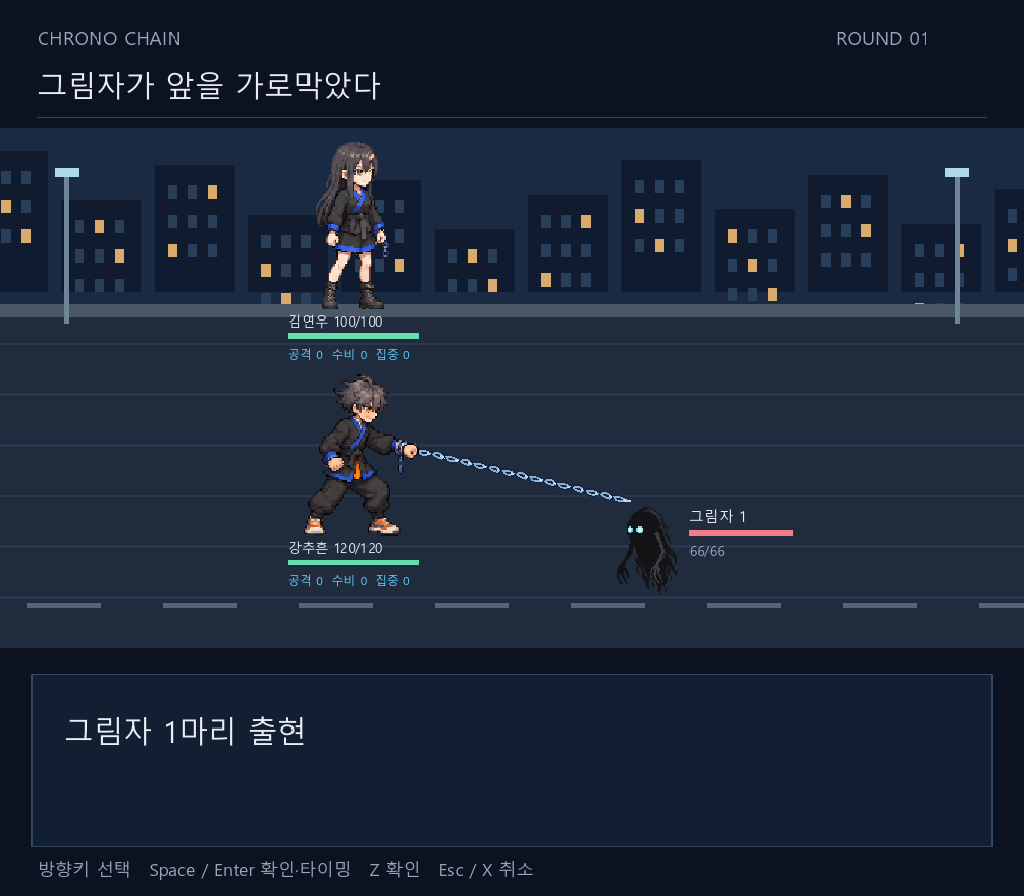 CHRONO CHAIN
ROUND 01
그림자가 앞을 가로막았다
김연우 100/100
공격 0 수비 0 집중 0
강추흔 120/120
공격 0 수비 0 집중 0
그림자 1
66/66
그림자 1마리 출현
방향키 선택 Space / Enter 확인·타이밍 Z 확인 Esc / X 취소